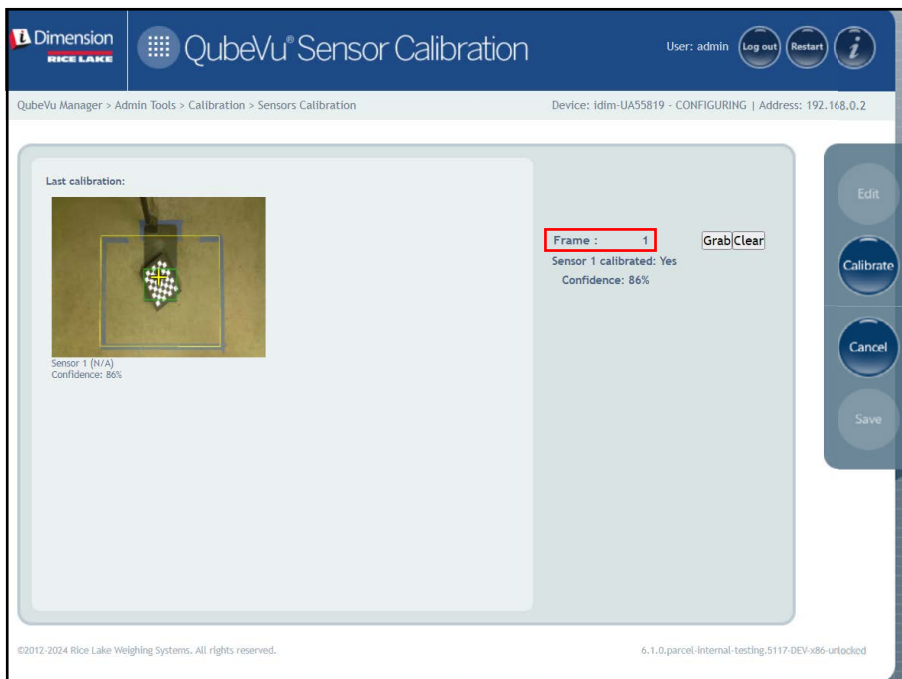 iDimension
RICE LAKE
QubeVu® Sensor Calibration
User: admin
Log out
Restart
i
QubeVu Manager > Admin Tools > Calibration > Sensors Calibration
Device: idim-UA55819 - CONFIGURING | Address: 192.168.0.2
Last calibration:
Sensor 1 (N/A)
Confidence: 86%
Frame : 1
Grab Clear
Sensor 1 calibrated: Yes
Confidence: 86%
Edit
Calibrate
Cancel
Save
©2012-2024 Rice Lake Weighing Systems. All rights reserved.
6.1.0.parcel-internal-testing.5117-DEV-x86-urlocked